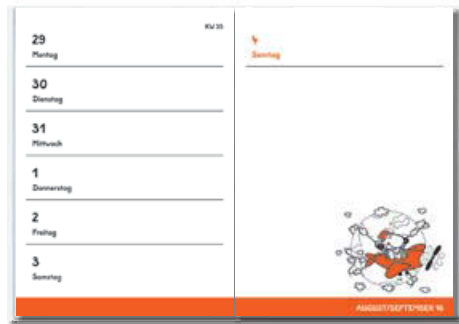 KW 35
29
Montag
30
Dienstag
31
Mittwoch
1
Donnerstag
2
Freitag
3
Samstag
4
Sonntag
AUGUST/SEPTEMBER 16